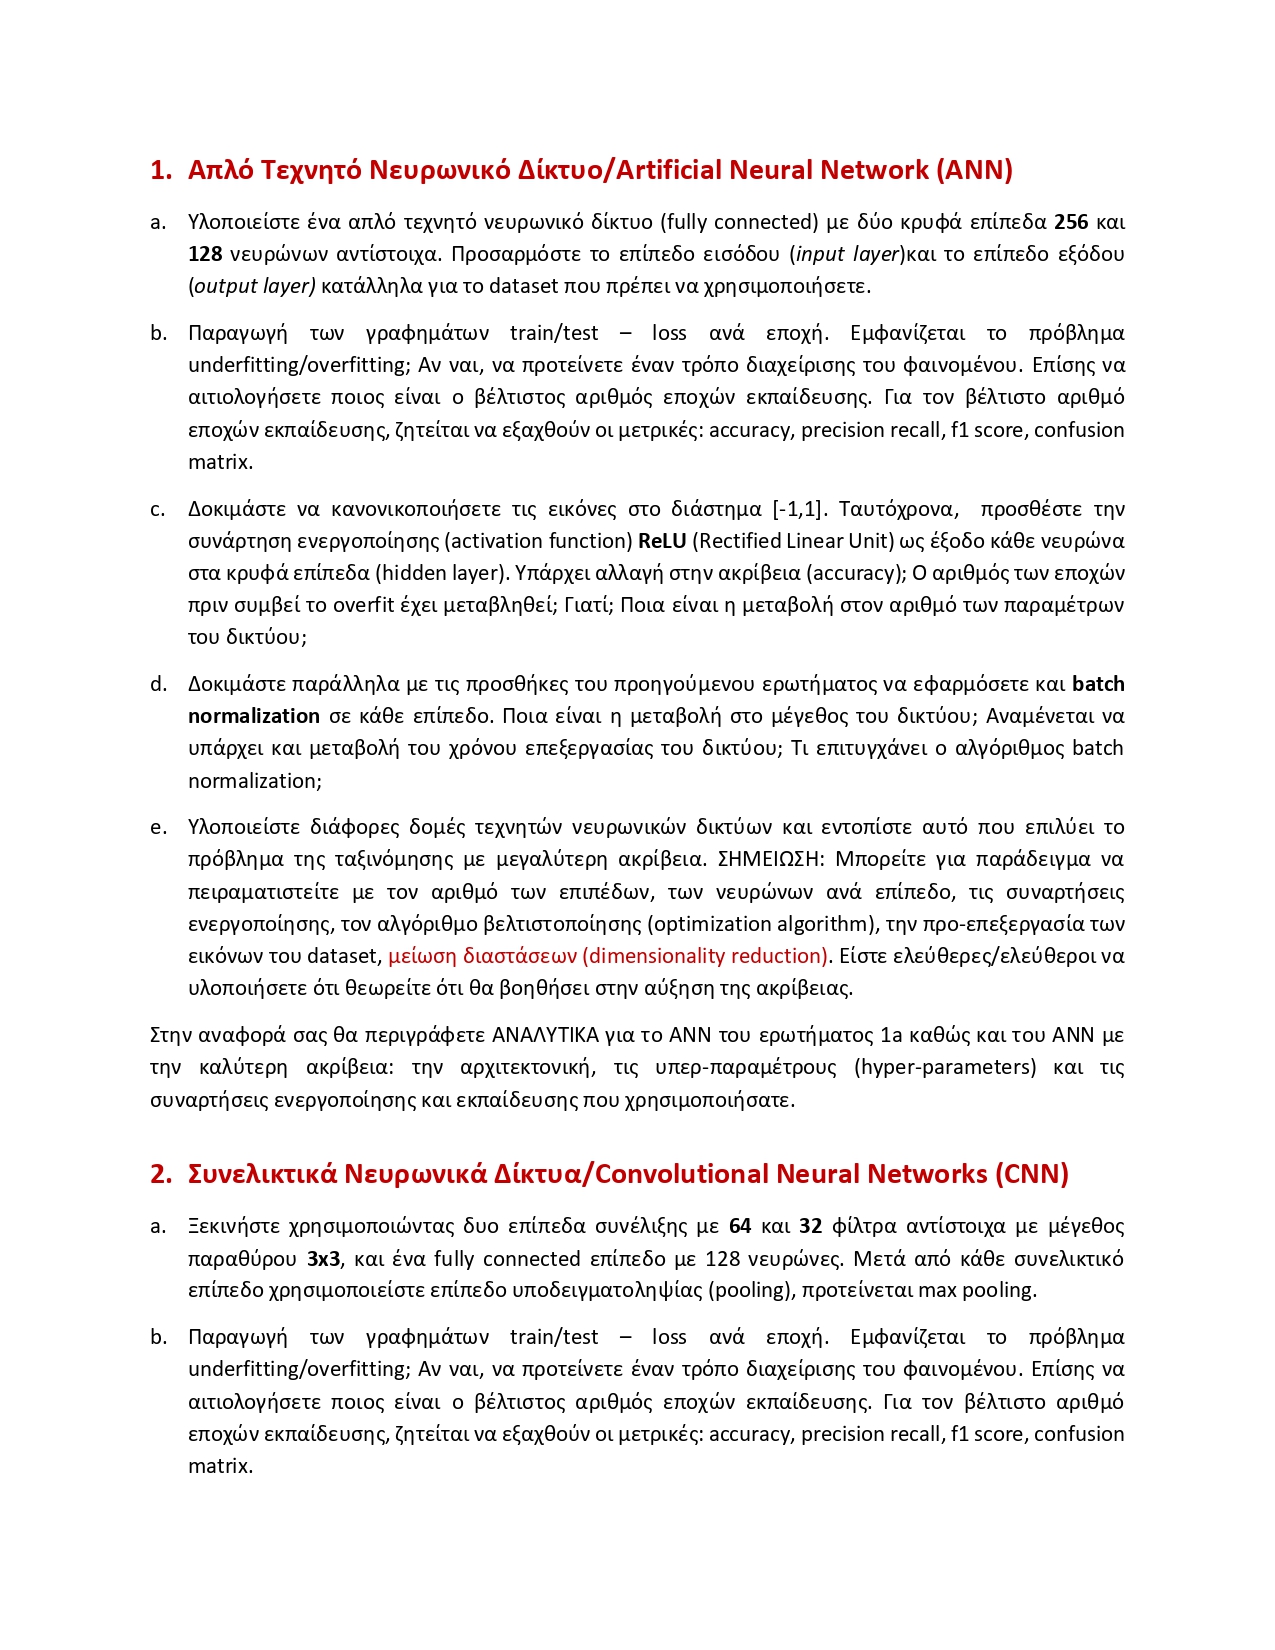 1. Απλό Τεχνητό Νευρωνικό Δίκτυο/Artificial Neural Network (ANN)
a. Υλοποιείστε ένα απλό τεχνητό νευρωνικό δίκτυο (fully connected) με δύο κρυφά επίπεδα 256 και
128 νευρώνων αντίστοιχα. Προσαρμόστε το επίπεδο εισόδου (input layer)και το επίπεδο εξόδου
(output layer) κατάλληλα για το dataset που πρέπει να χρησιμοποιήσετε.
b. Παραγωγή των γραφημάτων train/test – loss ανά εποχή. Εμφανίζεται το πρόβλημα
underfitting/overfitting; Αν ναι, να προτείνετε έναν τρόπο διαχείρισης του φαινομένου. Επίσης να
αιτιολογήσετε ποιος είναι ο βέλτιστος αριθμός εποχών εκπαίδευσης. Για τον βέλτιστο αριθμό
εποχών εκπαίδευσης, ζητείται να εξαχθούν οι μετρικές: accuracy, precision recall, f1 score, confusion
matrix.
c. Δοκιμάστε να κανονικοποιήσετε τις εικόνες στο διάστημα [-1,1]. Ταυτόχρονα, προσθέστε την
συνάρτηση ενεργοποίησης (activation function) ReLU (Rectified Linear Unit) ως έξοδο κάθε νευρώνα
στα κρυφά επίπεδα (hidden layer). Υπάρχει αλλαγή στην ακρίβεια (accuracy); Ο αριθμός των εποχών
πριν συμβεί το overfit έχει μεταβληθεί; Γιατί; Ποια είναι η μεταβολή στον αριθμό των παραμέτρων
του δικτύου;
d. Δοκιμάστε παράλληλα με τις προσθήκες του προηγούμενου ερωτήματος να εφαρμόσετε και batch
normalization σε κάθε επίπεδο. Ποια είναι η μεταβολή στο μέγεθος του δικτύου; Αναμένεται να
υπάρχει και μεταβολή του χρόνου επεξεργασίας του δικτύου; Τι επιτυγχάνει ο αλγόριθμος batch
normalization;
e. Υλοποιείστε διάφορες δομές τεχνητών νευρωνικών δικτύων και εντοπίστε αυτό που επιλύει το
πρόβλημα της ταξινόμησης με μεγαλύτερη ακρίβεια. ΣΗΜΕΙΩΣΗ: Μπορείτε για παράδειγμα να
πειραματιστείτε με τον αριθμό των επιπέδων, των νευρώνων ανά επίπεδο, τις συναρτήσεις
ενεργοποίησης, τον αλγόριθμο βελτιστοποίησης (optimization algorithm), την προ-επεξεργασία των
εικόνων του dataset, μείωση διαστάσεων (dimensionality reduction). Είστε ελεύθερες/ελεύθεροι να
υλοποιήσετε ότι θεωρείτε ότι θα βοηθήσει στην αύξηση της ακρίβειας.
Στην αναφορά σας θα περιγράφετε ΑΝΑΛΥΤΙΚΑ για το ANN του ερωτήματος 1a καθώς και του ANN με
την καλύτερη ακρίβεια: την αρχιτεκτονική, τις υπερ-παραμέτρους (hyper-parameters) και τις
συναρτήσεις ενεργοποίησης και εκπαίδευσης που χρησιμοποιήσατε.
2. Συνελικτικά Νευρωνικά Δίκτυα/Convolutional Neural Networks (CNN)
a. Ξεκινήστε χρησιμοποιώντας δυο επίπεδα συνέλιξης με 64 και 32 φίλτρα αντίστοιχα με μέγεθος
παραθύρου 3x3, και ένα fully connected επίπεδο με 128 νευρώνες. Μετά από κάθε συνελικτικό
επίπεδο χρησιμοποιείστε επίπεδο υποδειγματοληψίας (pooling), προτείνεται max pooling.
b. Παραγωγή των γραφημάτων train/test – loss ανά εποχή. Εμφανίζεται το πρόβλημα
underfitting/overfitting; Αν ναι, να προτείνετε έναν τρόπο διαχείρισης του φαινομένου. Επίσης να
αιτιολογήσετε ποιος είναι ο βέλτιστος αριθμός εποχών εκπαίδευσης. Για τον βέλτιστο αριθμό
εποχών εκπαίδευσης, ζητείται να εξαχθούν οι μετρικές: accuracy, precision recall, f1 score, confusion
matrix.